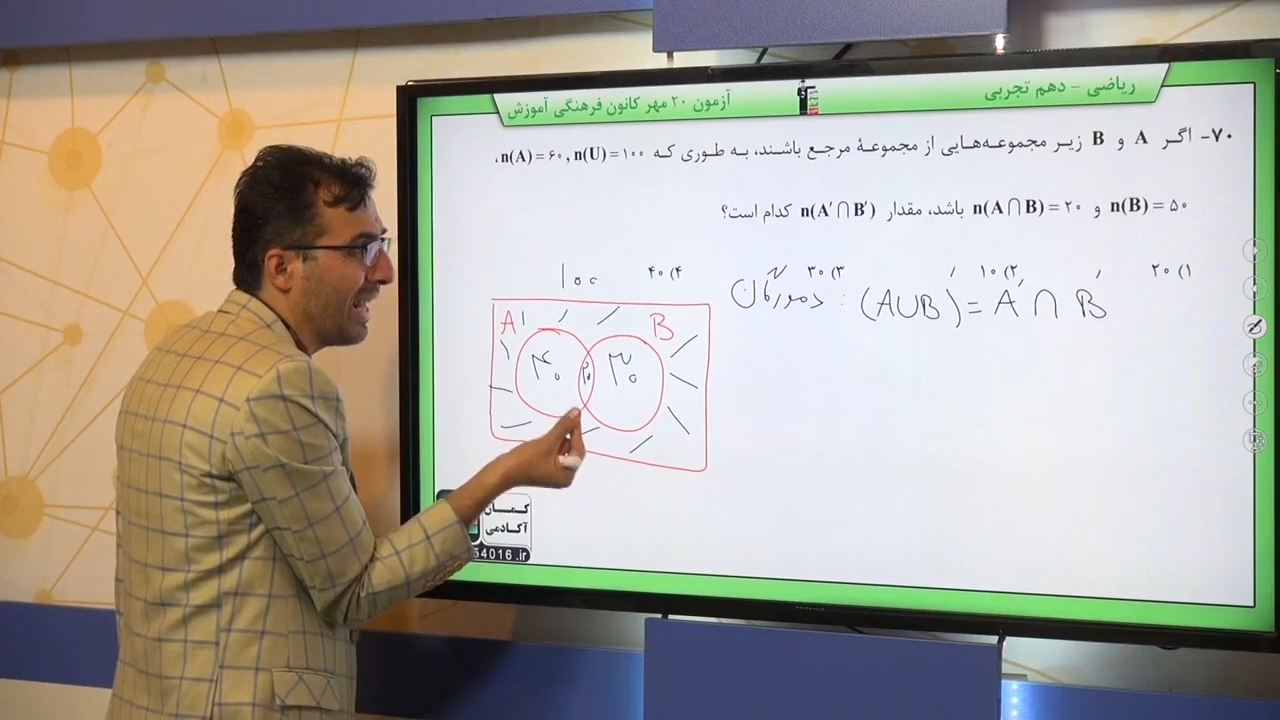 ریاضی - دهم تجربی
آزمون ۲۰ مهر کانون فرهنگی آموزش
۷۰- اگر A و B زیر مجموعه‌هایی از مجموعهٔ مرجع باشند، به طوری که n(A) = ۶۰ , n(U) = ۱۰۰ ،
n(B) = ۵۰ و n(A ∩ B) = ۲۰ باشد، مقدار n(A′ ∩ B′) کدام است؟
۱) ۲۰ ۲) ۱۰ ۳) ۳۰ ۴) ۴۰
دمورگان : (A∪B)′ = A′ ∩ B′
100
A B
۴۰ ۲۰ ۳۰
کمان
آکادمی
54016.ir